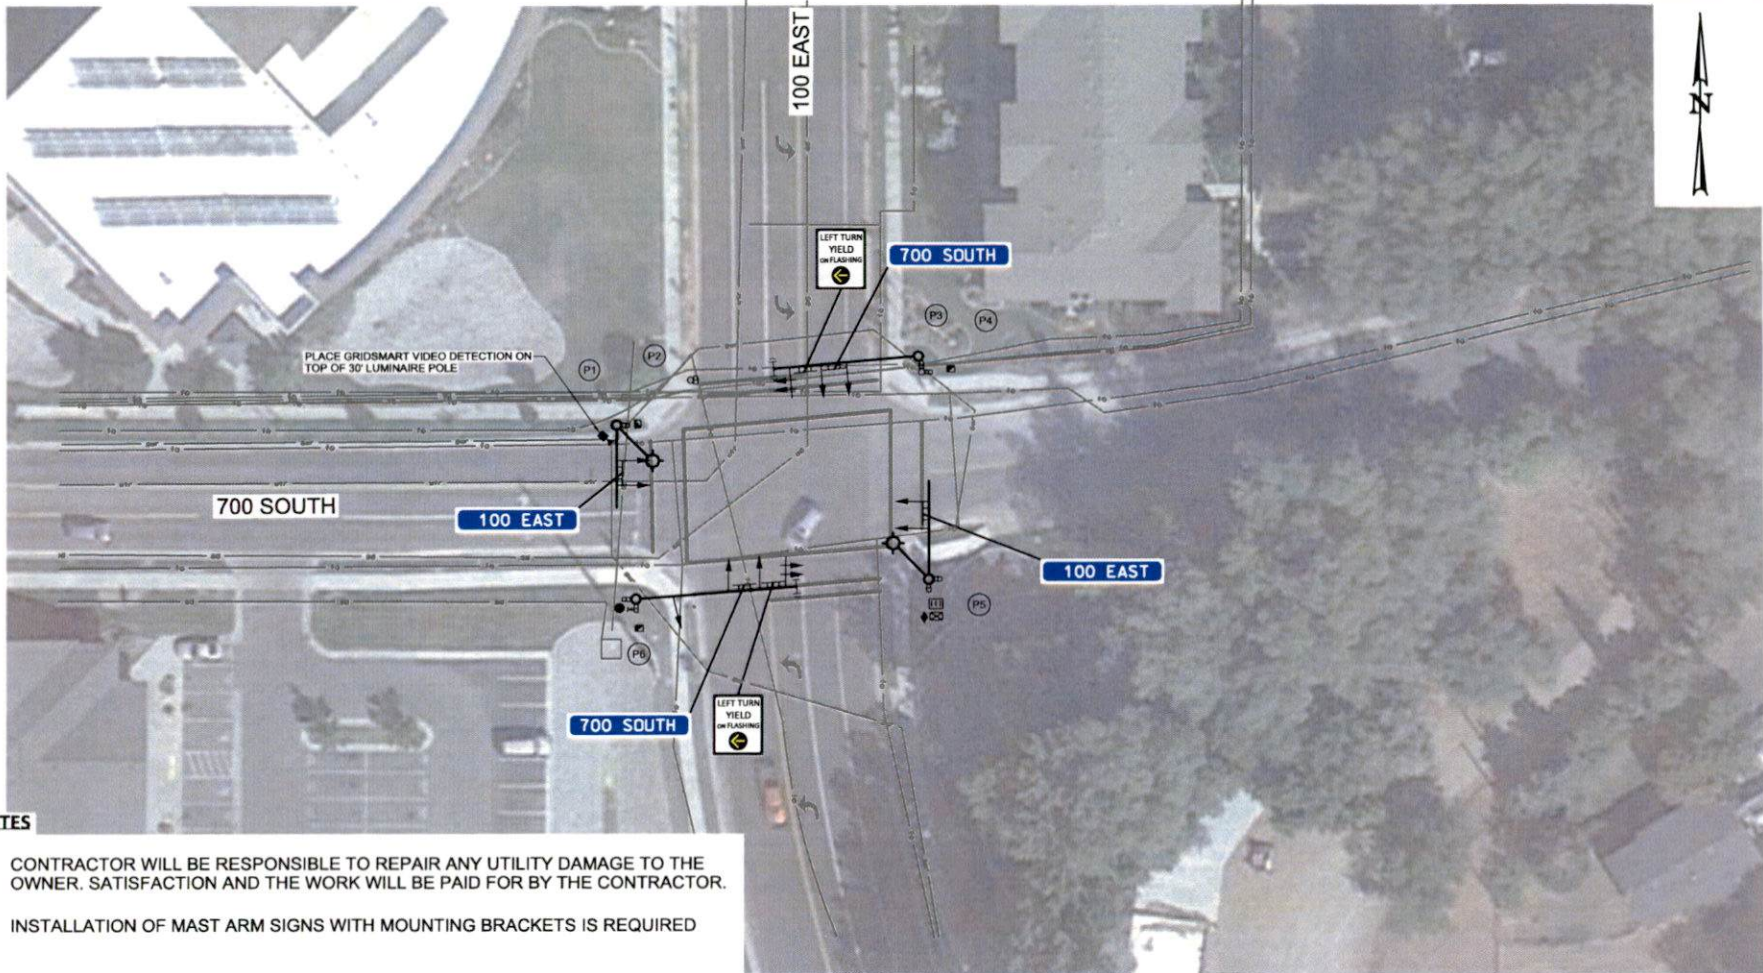 100 EAST
N
LEFT TURN
YIELD
ON FLASHING
700 SOUTH
P3
P4
PLACE GRIDSMART VIDEO DETECTION ON
TOP OF 30' LUMINAIRE POLE
P1
P2
700 SOUTH
100 EAST
100 EAST
P5
P6
700 SOUTH
LEFT TURN
YIELD
ON FLASHING
TES
CONTRACTOR WILL BE RESPONSIBLE TO REPAIR ANY UTILITY DAMAGE TO THE
OWNER. SATISFACTION AND THE WORK WILL BE PAID FOR BY THE CONTRACTOR.
INSTALLATION OF MAST ARM SIGNS WITH MOUNTING BRACKETS IS REQUIRED